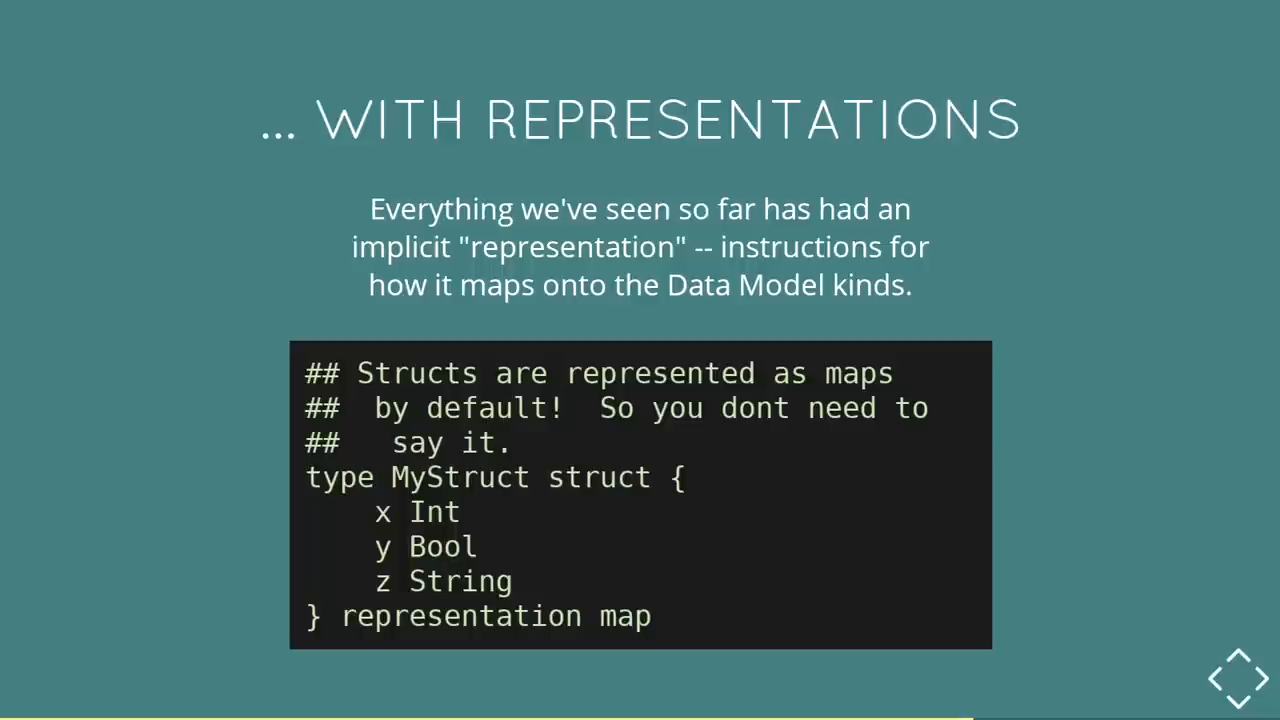 ... WITH REPRESENTATIONS
Everything we've seen so far has had an
implicit "representation" -- instructions for
how it maps onto the Data Model kinds.
## Structs are represented as maps
##  by default!  So you dont need to
##   say it.
type MyStruct struct {
    x Int
    y Bool
    z String
} representation map